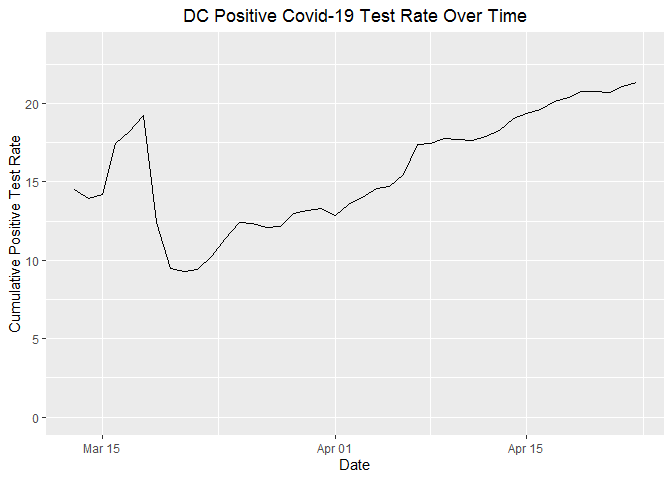 DC Positive Covid-19 Test Rate Over Time
Cumulative Positive Test Rate
20
15
10
5
0
Mar 15
Apr 01
Apr 15
Date